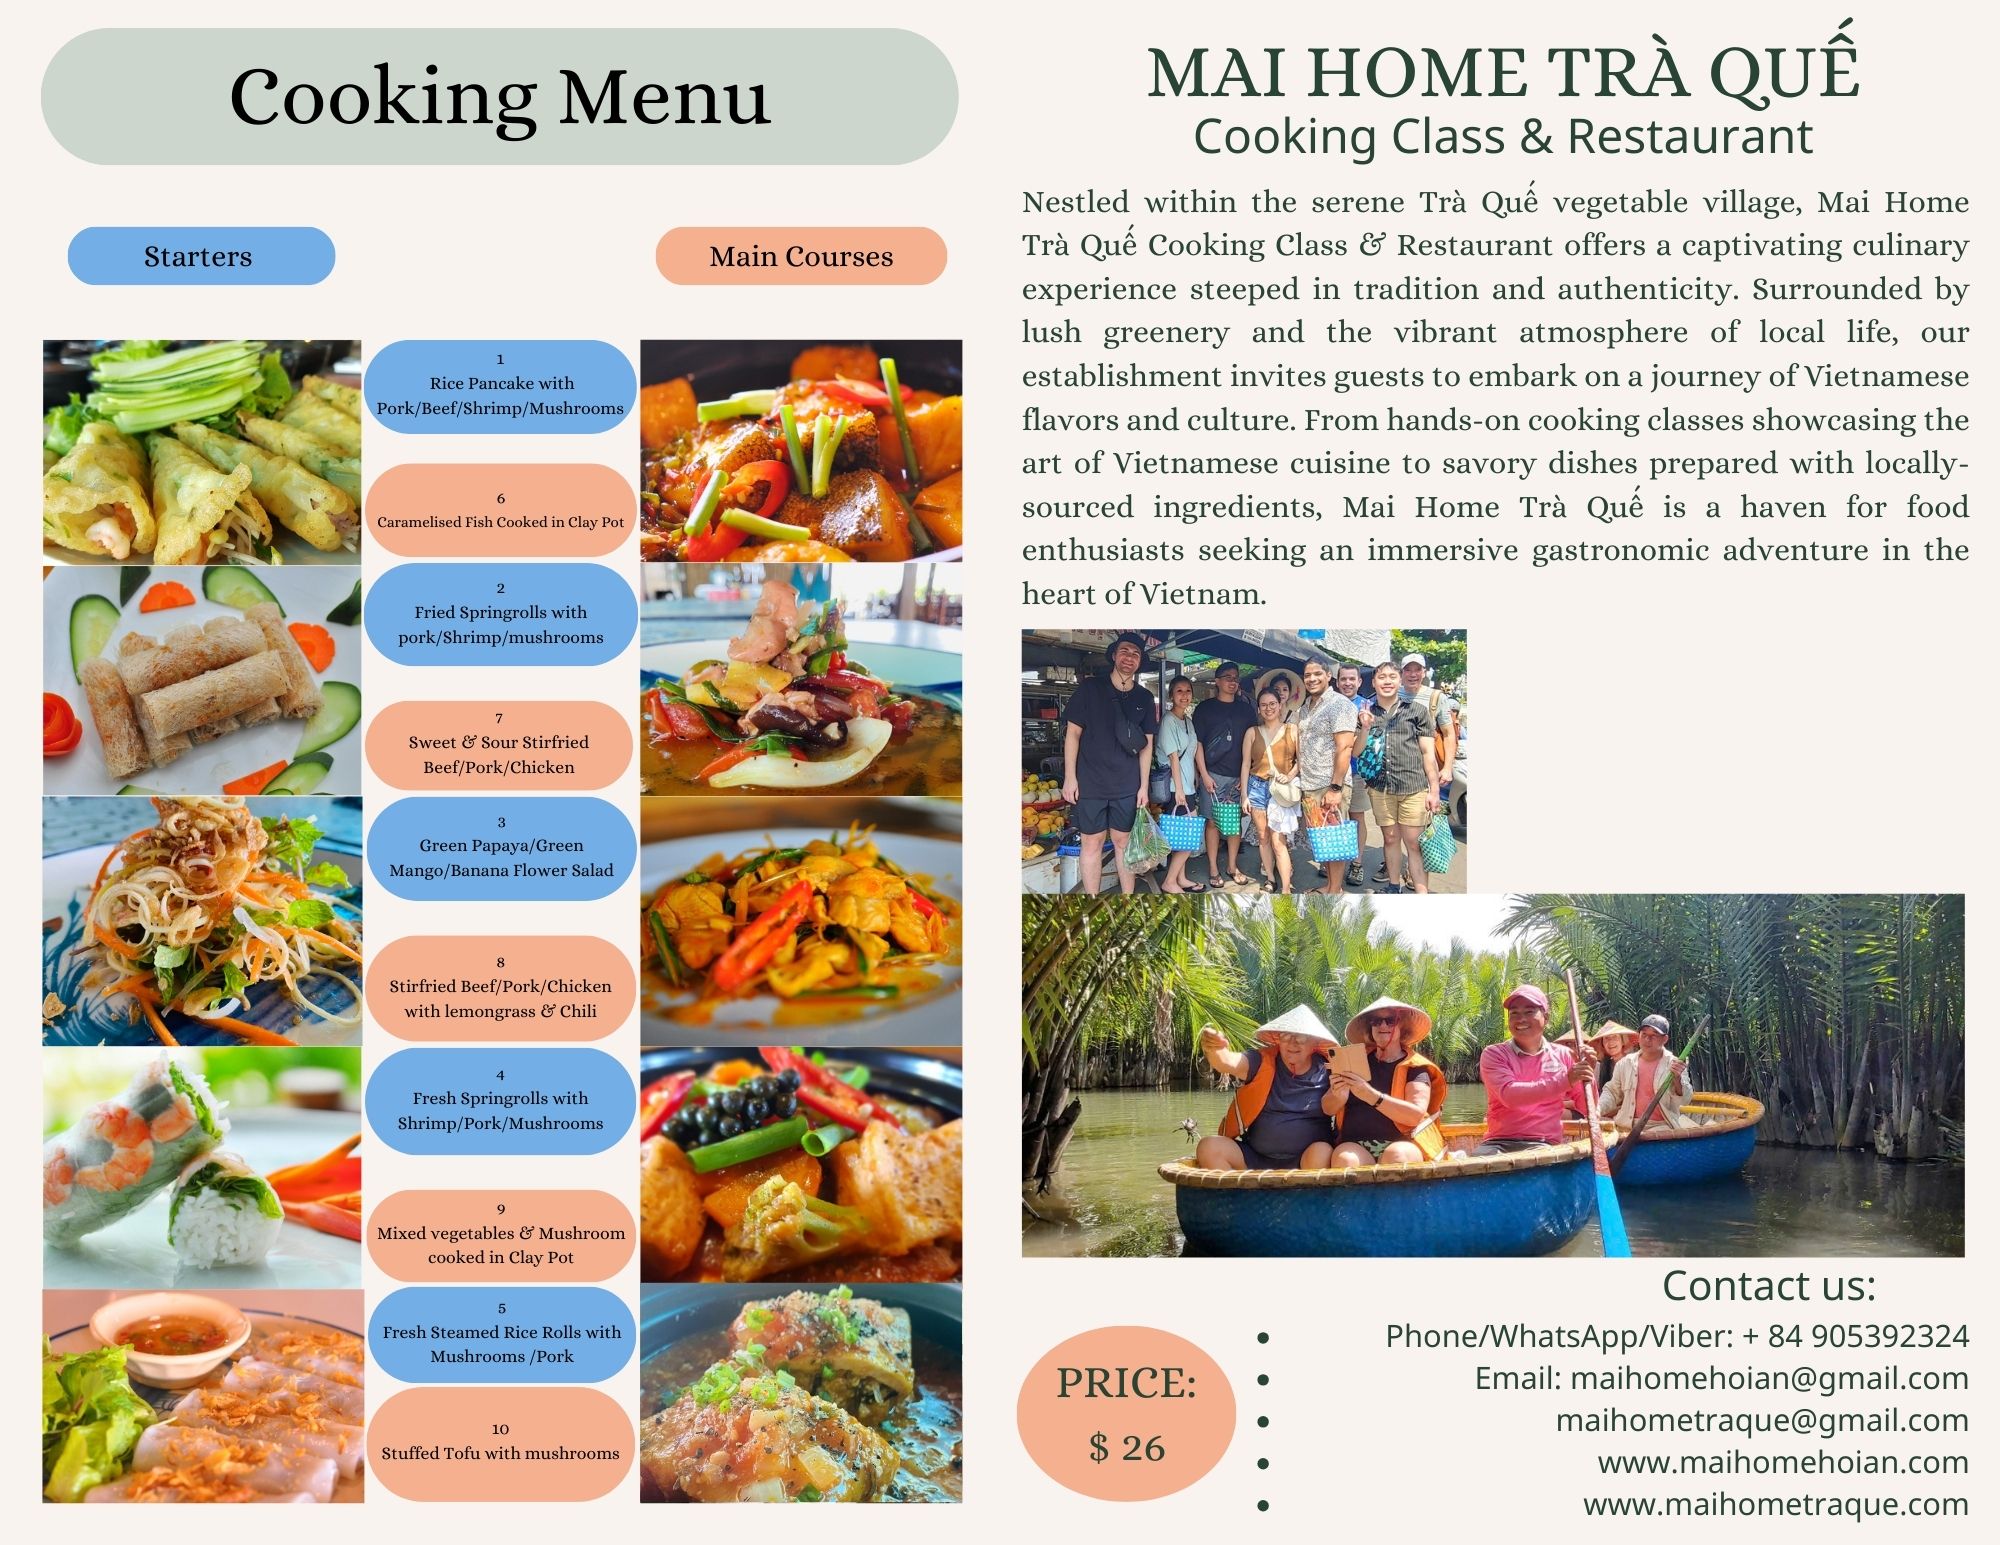 Cooking Menu
Starters
Main Courses
1
Rice Pancake with
Pork/Beef/Shrimp/Mushrooms
6
Caramelised Fish Cooked in Clay Pot
2
Fried Springrolls with
pork/Shrimp/mushrooms
7
Sweet & Sour Stirfried
Beef/Pork/Chicken
3
Green Papaya/Green
Mango/Banana Flower Salad
8
Stirfried Beef/Pork/Chicken
with lemongrass & Chili
4
Fresh Springrolls with
Shrimp/Pork/Mushrooms
9
Mixed vegetables & Mushroom
cooked in Clay Pot
5
Fresh Steamed Rice Rolls with
Mushrooms /Pork
10
Stuffed Tofu with mushrooms
MAI HOME TRÀ QUẾ
Cooking Class & Restaurant
Nestled within the serene Trà Quế vegetable village, Mai Home
Trà Quế Cooking Class & Restaurant offers a captivating culinary
experience steeped in tradition and authenticity. Surrounded by
lush greenery and the vibrant atmosphere of local life, our
establishment invites guests to embark on a journey of Vietnamese
flavors and culture. From hands-on cooking classes showcasing the
art of Vietnamese cuisine to savory dishes prepared with locally-
sourced ingredients, Mai Home Trà Quế is a haven for food
enthusiasts seeking an immersive gastronomic adventure in the
heart of Vietnam.
PRICE:
$ 26
Contact us:
• Phone/WhatsApp/Viber: + 84 905392324
• Email: maihomehoian@gmail.com
• maihometraque@gmail.com
• www.maihomehoian.com
• www.maihometraque.com